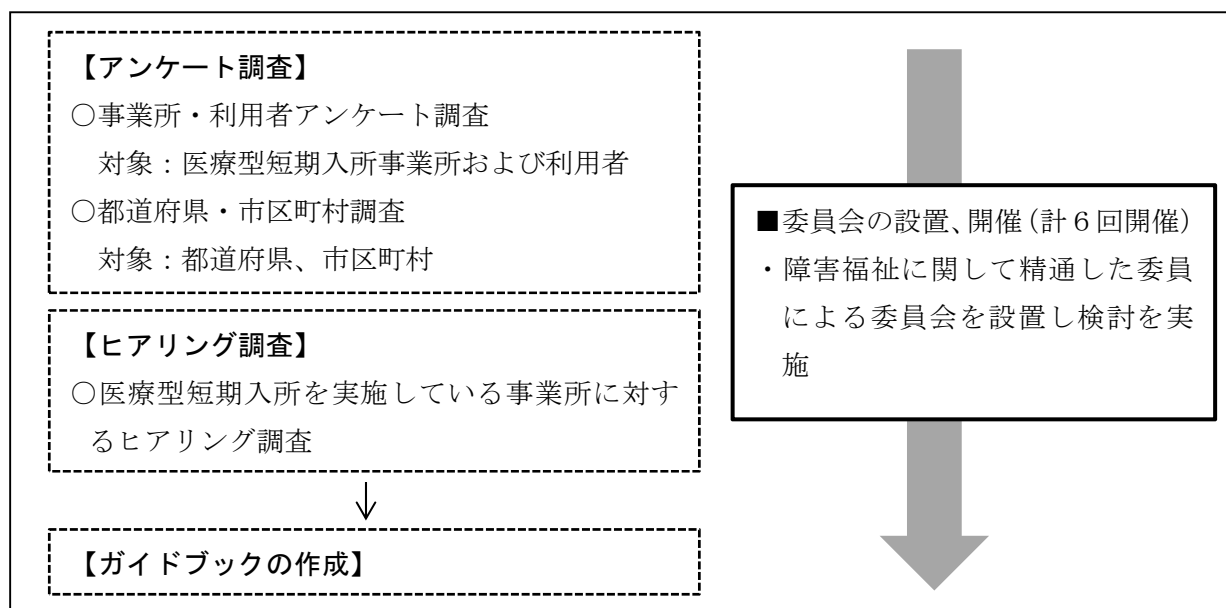 【アンケート調査】
○事業所・利用者アンケート調査
対象：医療型短期入所事業所および利用者
○都道府県・市区町村調査
対象：都道府県、市区町村
【ヒアリング調査】
○医療型短期入所を実施している事業所に対す
るヒアリング調査
【ガイドブックの作成】
■委員会の設置、開催（計６回開催）
・障害福祉に関して精通した委員
による委員会を設置し検討を実
施